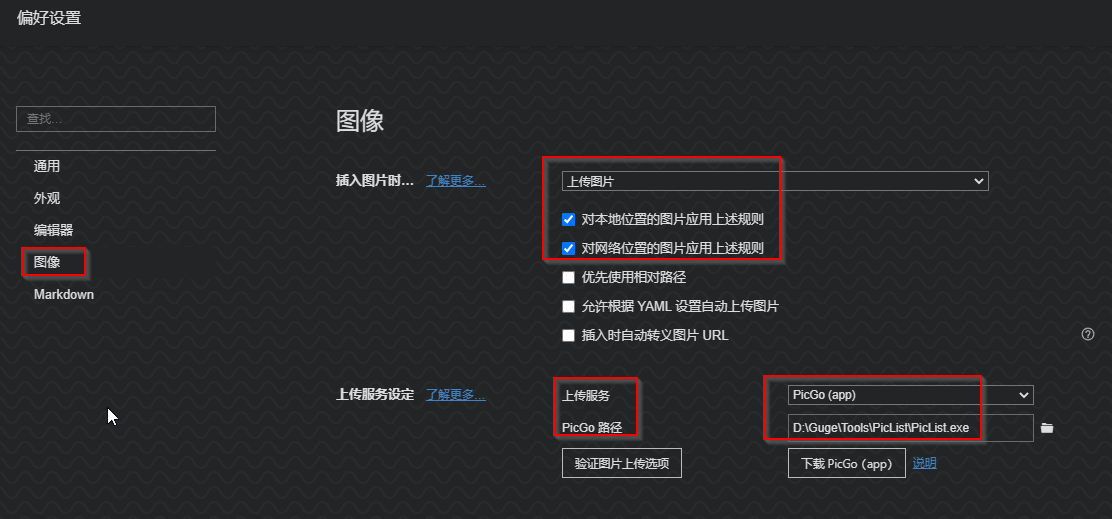 偏好设置
查找...
通用
外观
编辑器
图像
Markdown
图像
插入图片时... 了解更多... 上传图片
对本地位置的图片应用上述规则
对网络位置的图片应用上述规则
优先使用相对路径
允许根据 YAML 设置自动上传图片
插入时自动转义图片 URL
上传服务设定 了解更多... 上传服务 PicGo (app)
PicGo 路径 D:\Guge\Tools\PicList\PicList.exe
验证图片上传选项 下载 PicGo (app) 说明